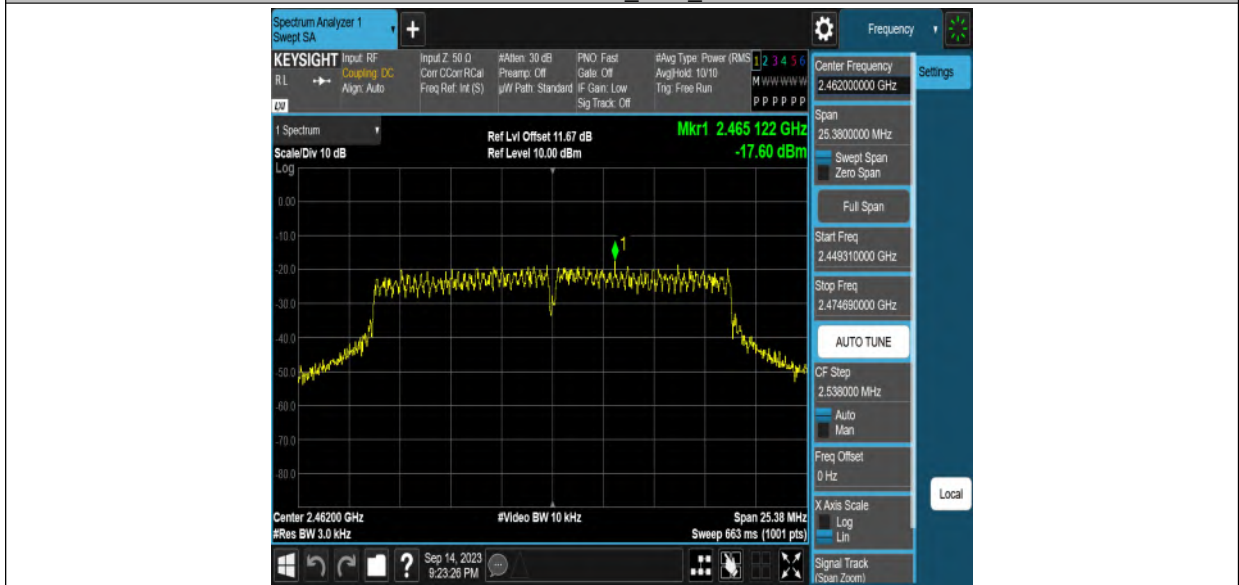 Spectrum Analyzer 1
Swept SA
+
Frequency
KEYSIGHT
RL
LXI
Input: RF
Coupling: DC
Align: Auto
Input Z: 50 Ω
Corr CCorr RCal
Freq Ref: Int (S)
#Atten: 30 dB
Preamp: Off
µW Path: Standard
PNO: Fast
Gate: Off
IF Gain: Low
Sig Track: Off
#Avg Type: Power (RMS
Avg|Hold: 10/10
Trig: Free Run
1 2 3 4 5 6
M W W W W W
P P P P P P
Center Frequency
2.462000000 GHz
Settings
1 Spectrum
Scale/Div 10 dB
Ref Lvl Offset 11.67 dB
Ref Level 10.00 dBm
Mkr1 2.465 122 GHz
-17.60 dBm
Log
0.00
-10.0
-20.0
-30.0
-40.0
-50.0
-60.0
-70.0
-80.0
1
Center 2.46200 GHz
#Res BW 3.0 kHz
#Video BW 10 kHz
Span 25.38 MHz
Sweep 663 ms (1001 pts)
Span
25.3800000 MHz
Swept Span
Zero Span
Full Span
Start Freq
2.449310000 GHz
Stop Freq
2.474690000 GHz
AUTO TUNE
CF Step
2.538000 MHz
Auto
Man
Freq Offset
0 Hz
X Axis Scale
Log
Lin
Local
Signal Track
(Span Zoom)
?
Sep 14, 2023
9:23:26 PM